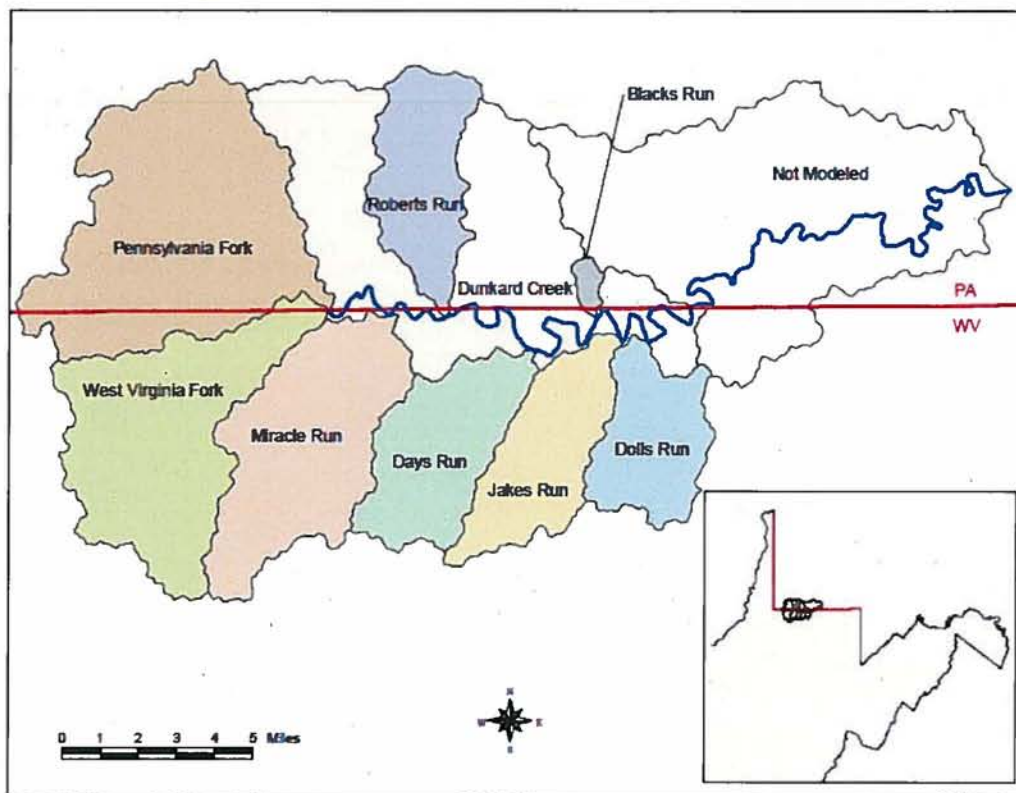 Blacks Run
Not Modeled
Roberts Run
Pennsylvania Fork
Dunkard Creek
PA
WV
West Virginia Fork
Miracle Run
Days Run
Dolls Run
Jakes Run
N
W E
S
0 1 2 3 4 5 Miles